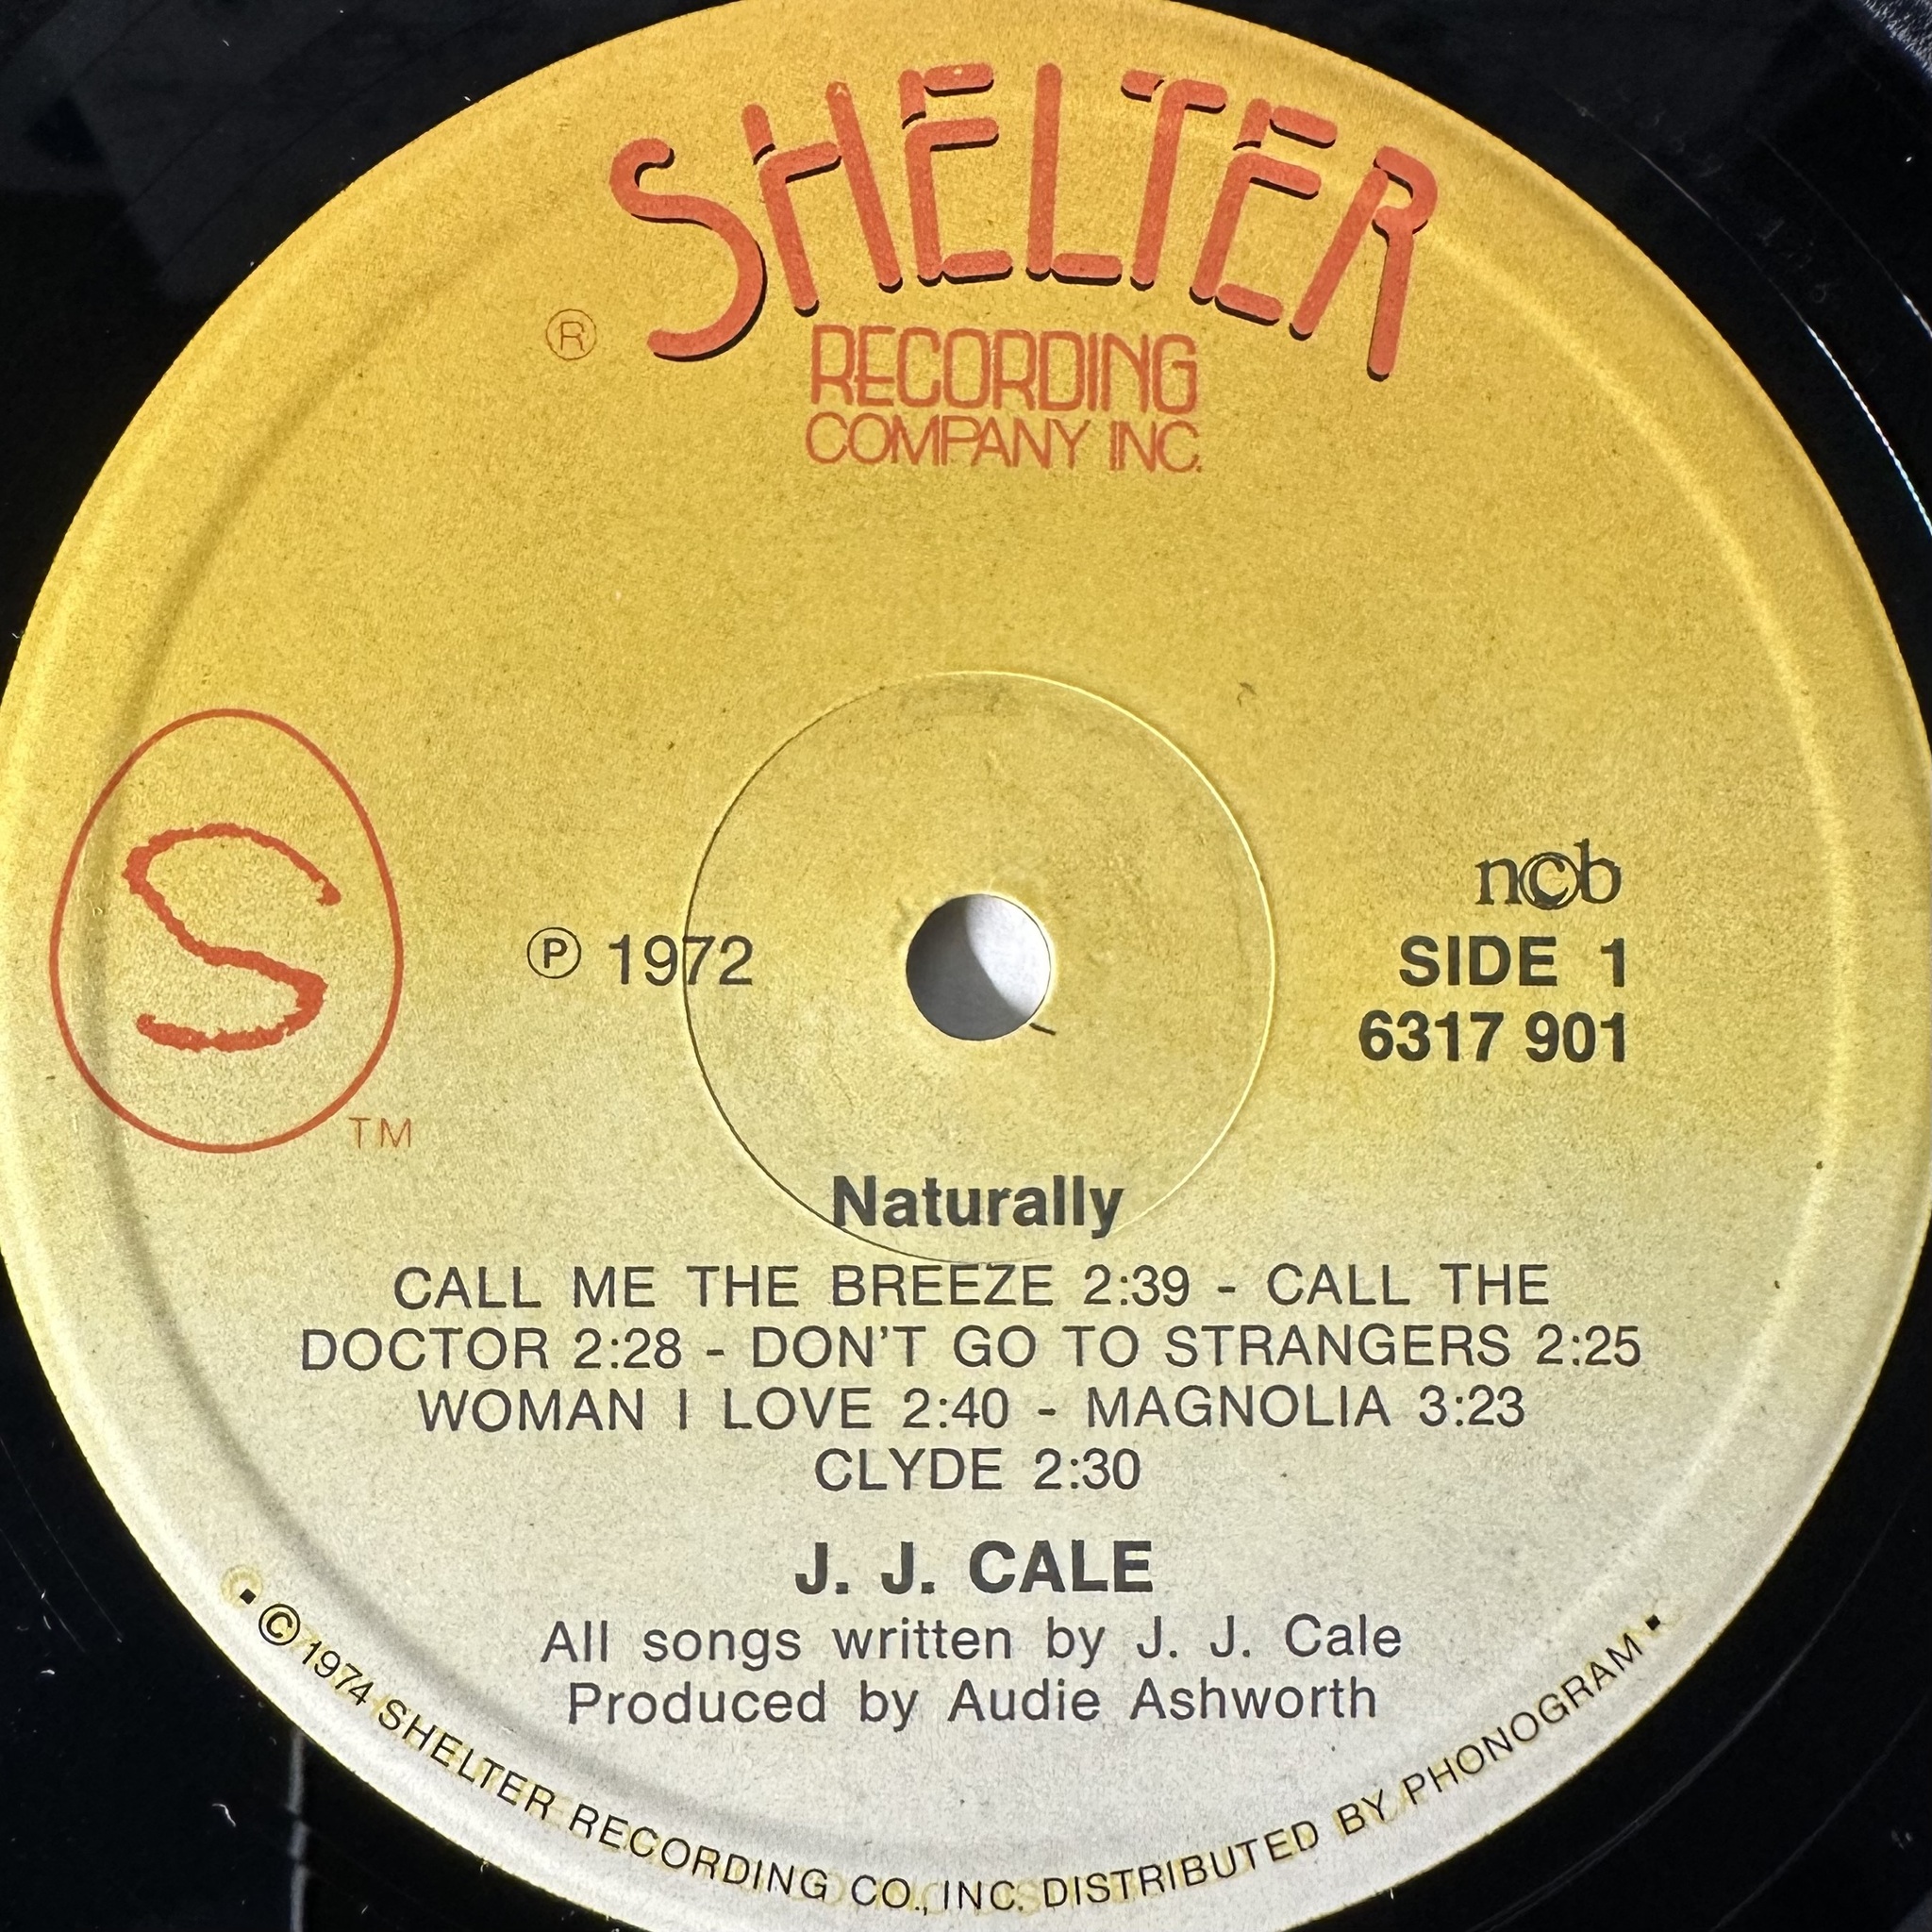 SHELTER
®
RECORDING
COMPANY INC.
S
TM
℗ 1972
ncb
SIDE 1
6317 901
Naturally
CALL ME THE BREEZE 2:39 - CALL THE
DOCTOR 2:28 - DON'T GO TO STRANGERS 2:25
WOMAN I LOVE 2:40 - MAGNOLIA 3:23
CLYDE 2:30
J. J. CALE
All songs written by J. J. Cale
Produced by Audie Ashworth
• © 1974 SHELTER RECORDING CO., INC. DISTRIBUTED BY PHONOGRAM •